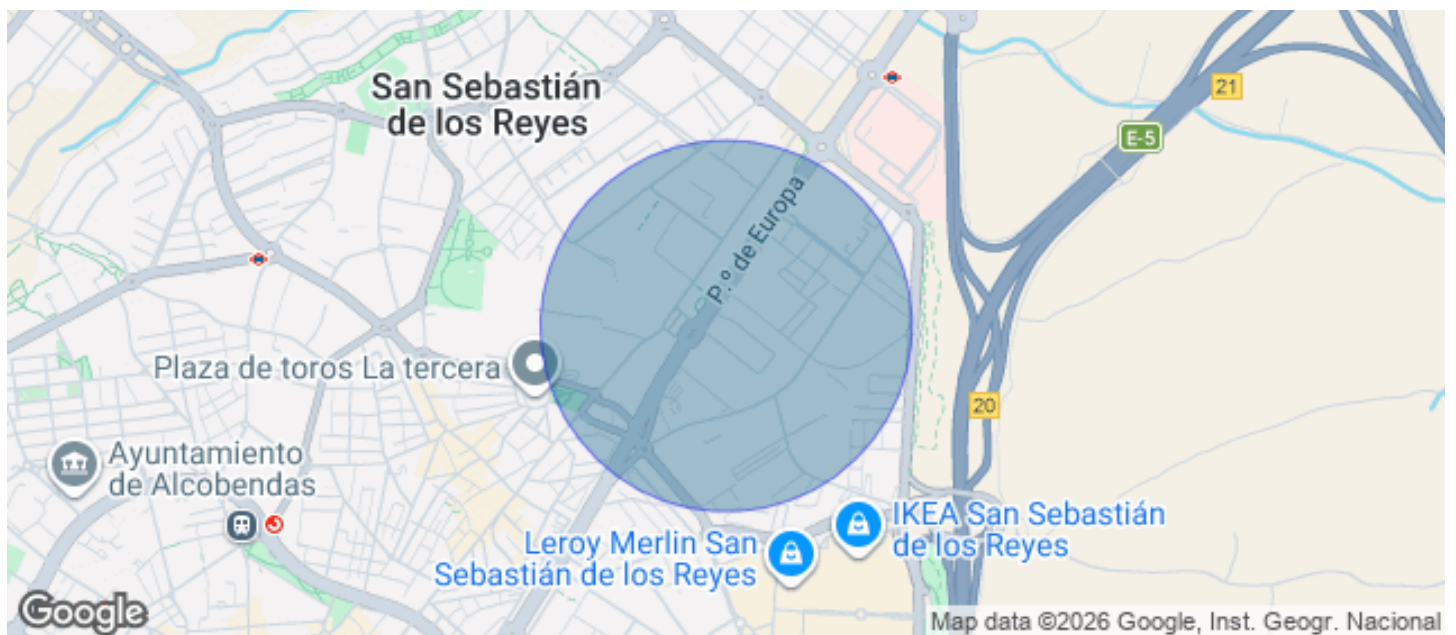 San Sebastián
de los Reyes
21
E-5
P.º de Europa
Plaza de toros La tercera
20
Ayuntamiento
de Alcobendas
IKEA San Sebastián
de los Reyes
Leroy Merlin San
Sebastián de los Reyes
Google
Map data ©2026 Google, Inst. Geogr. Nacional